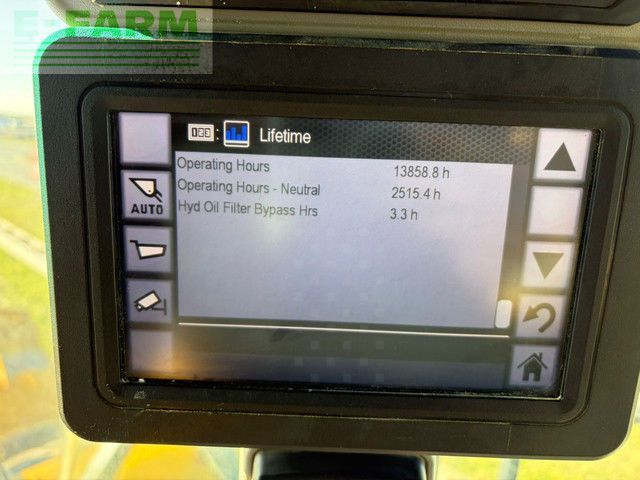 E-FARM
123 : Lifetime
Operating Hours 13858.8 h
Operating Hours - Neutral 2515.4 h
Hyd Oil Filter Bypass Hrs 3.3 h
AUTO